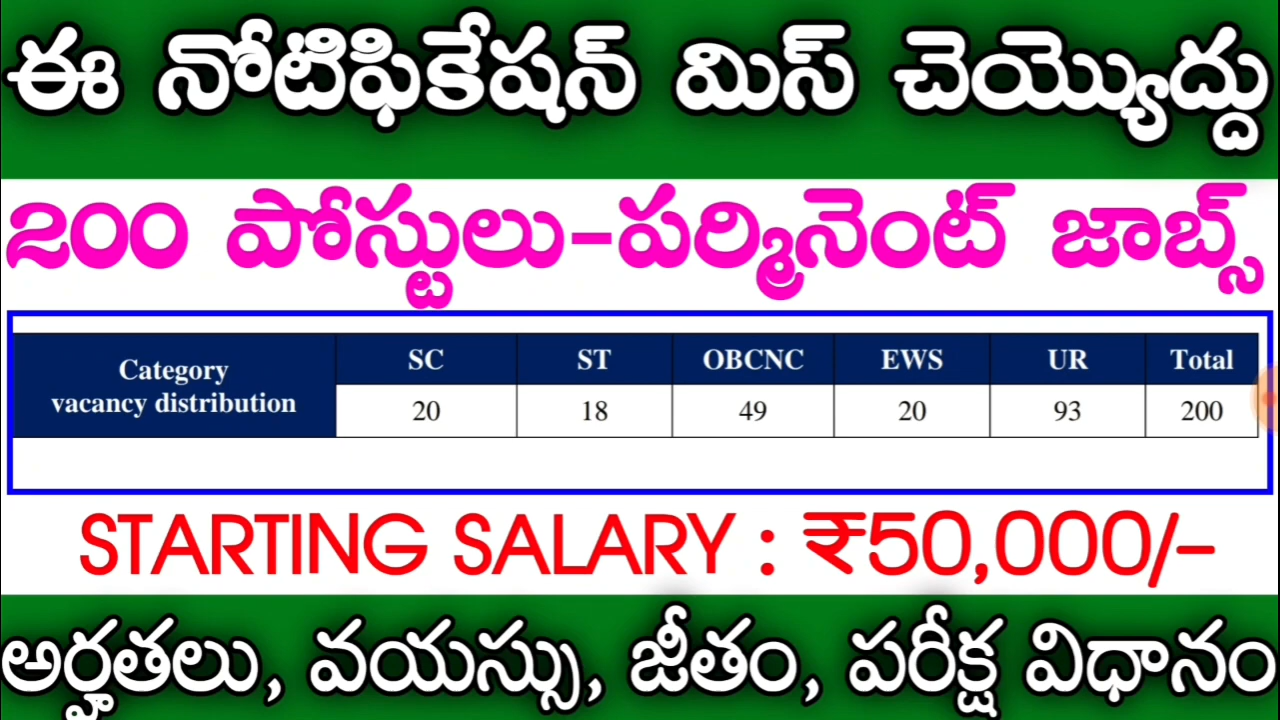 ఈ నోటిఫికేషన్ మిస్ చెయ్యొద్దు
200 పోస్టులు-పర్మినెంట్ జాబ్స్
Category vacancy distribution SC ST OBCNC EWS UR Total
20 18 49 20 93 200
STARTING SALARY : ₹50,000/-
అర్హతలు, వయస్సు, జీతం, పరీక్ష విధానం